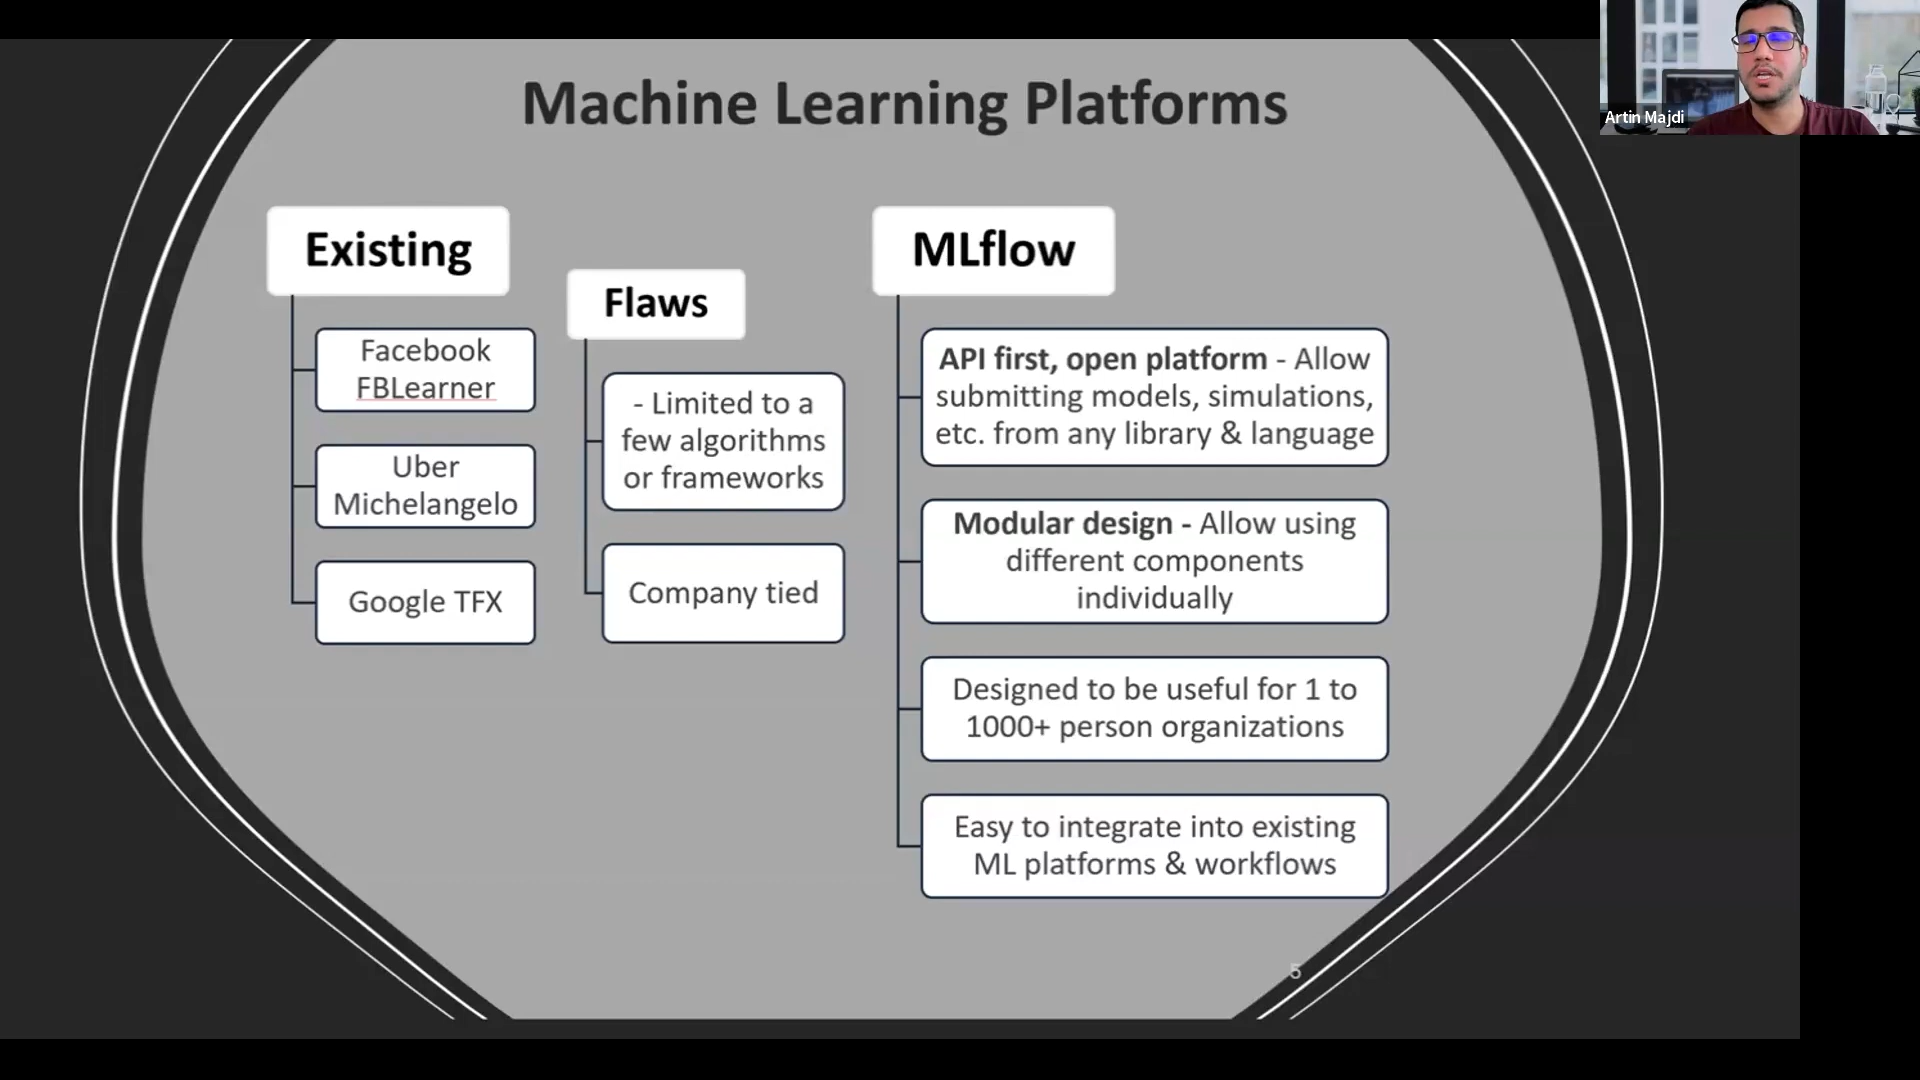 Machine Learning Platforms
Artin Majdi
Existing
Facebook
FBLearner
Uber
Michelangelo
Google TFX
Flaws
- Limited to a
few algorithms
or frameworks
Company tied
MLflow
API first, open platform - Allow
submitting models, simulations,
etc. from any library & language
Modular design - Allow using
different components
individually
Designed to be useful for 1 to
1000+ person organizations
Easy to integrate into existing
ML platforms & workflows
5